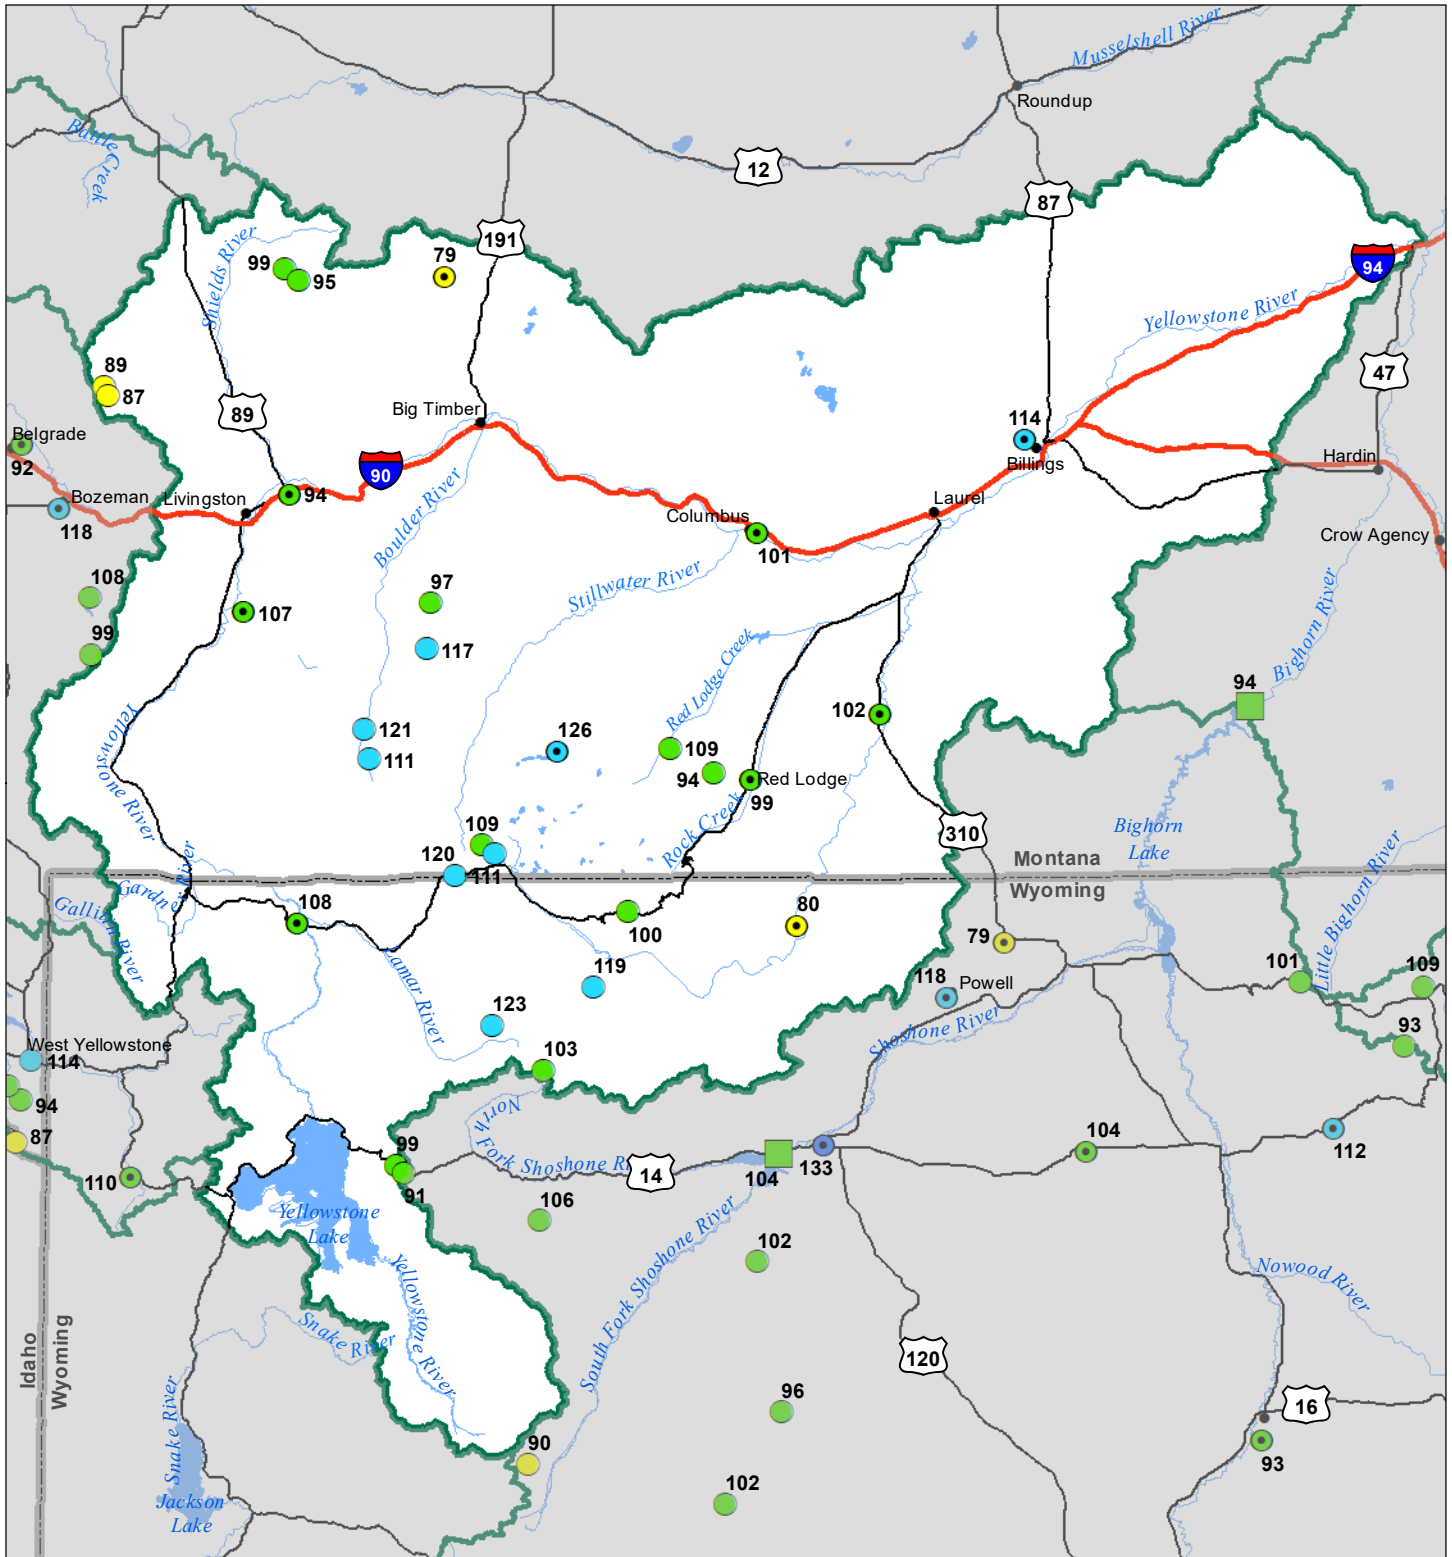 Musselshell River
Roundup
Battle
Creek
12
87
191
Shields River
99
95
79
94
Yellowstone River
89
87
47
89
Big Timber
114
Billings
Belgrade
92
90
Hardin
Bozeman
Livingston
94
Laurel
118
Columbus
101
Crow Agency
Boulder River
Stillwater River
108
97
107
99
117
Bighorn River
Red Lodge Creek
94
Yellowstone River
102
121
111
126
109
94
Red Lodge
99
Rock Creek
310
Bighorn
Lake
109
120
111
Montana
Wyoming
Gardner River
Gallitin River
Little Bighorn River
108
100
80
79
Lamar River
119
118
Powell
101
109
123
Shoshone River
93
West Yellowstone
114
103
94
North
Fork Shoshone R
87
99
91
14
104
133
104
112
110
106
Yellowstone
Lake
South Fork Shoshone River
102
Yellowstone River
Nowood River
Snake River
Idaho
Wyoming
120
Snake River
96
16
90
93
Jackson
Lake
102